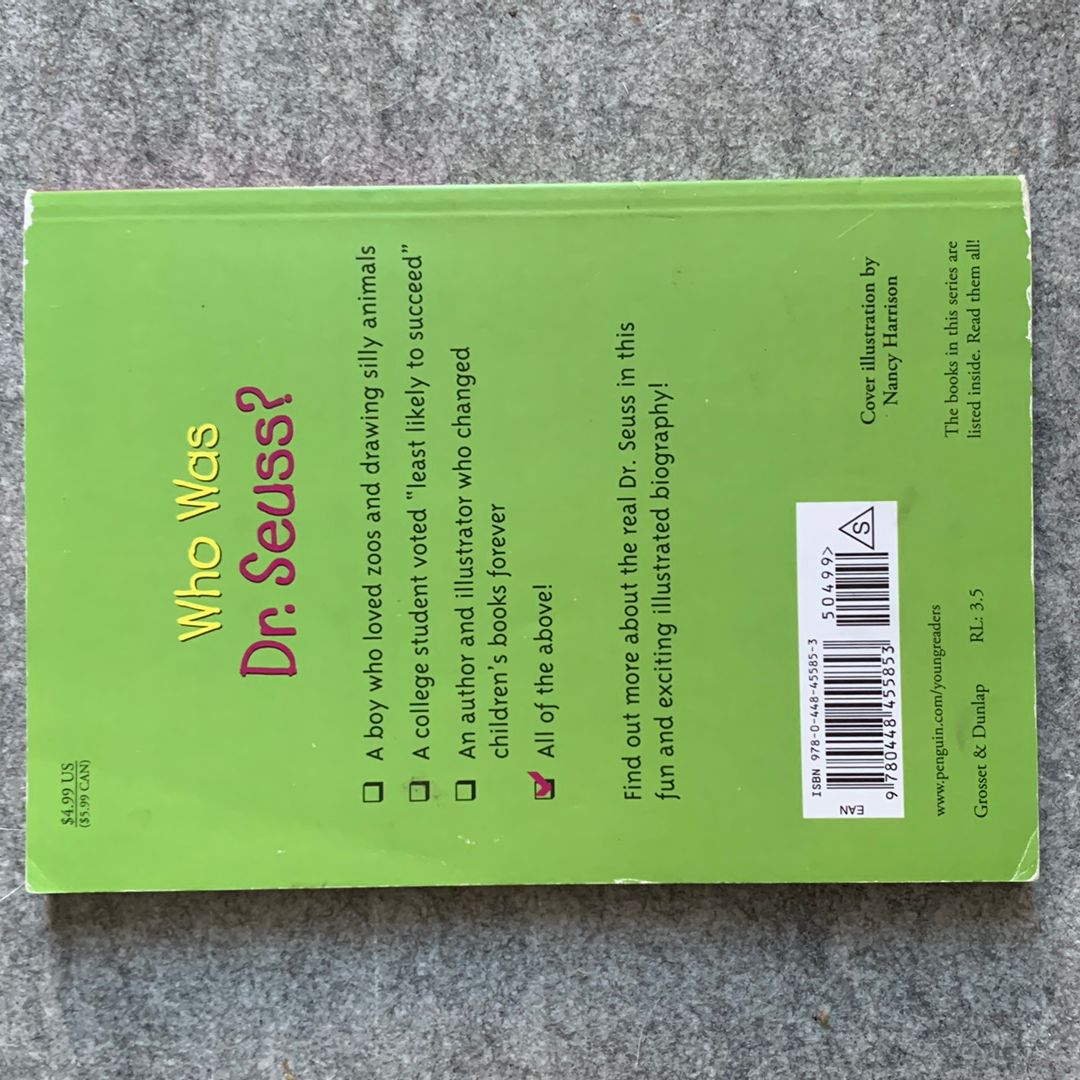 $4.99 US
($5.99 CAN)
Who Was
Dr. Seuss?
A boy who loved zoos and drawing silly animals
A college student voted “least likely to succeed”
An author and illustrator who changed
children's books forever
All of the above!
Find out more about the real Dr. Seuss in this
fun and exciting illustrated biography!
ISBN 978-0-448-45585-3
50499>
EAN
9 780448 455853
S
Cover illustration by
Nancy Harrison
www.penguin.com/youngreaders
Grosset & Dunlap RL: 3.5
The books in this series are
listed inside. Read them all!